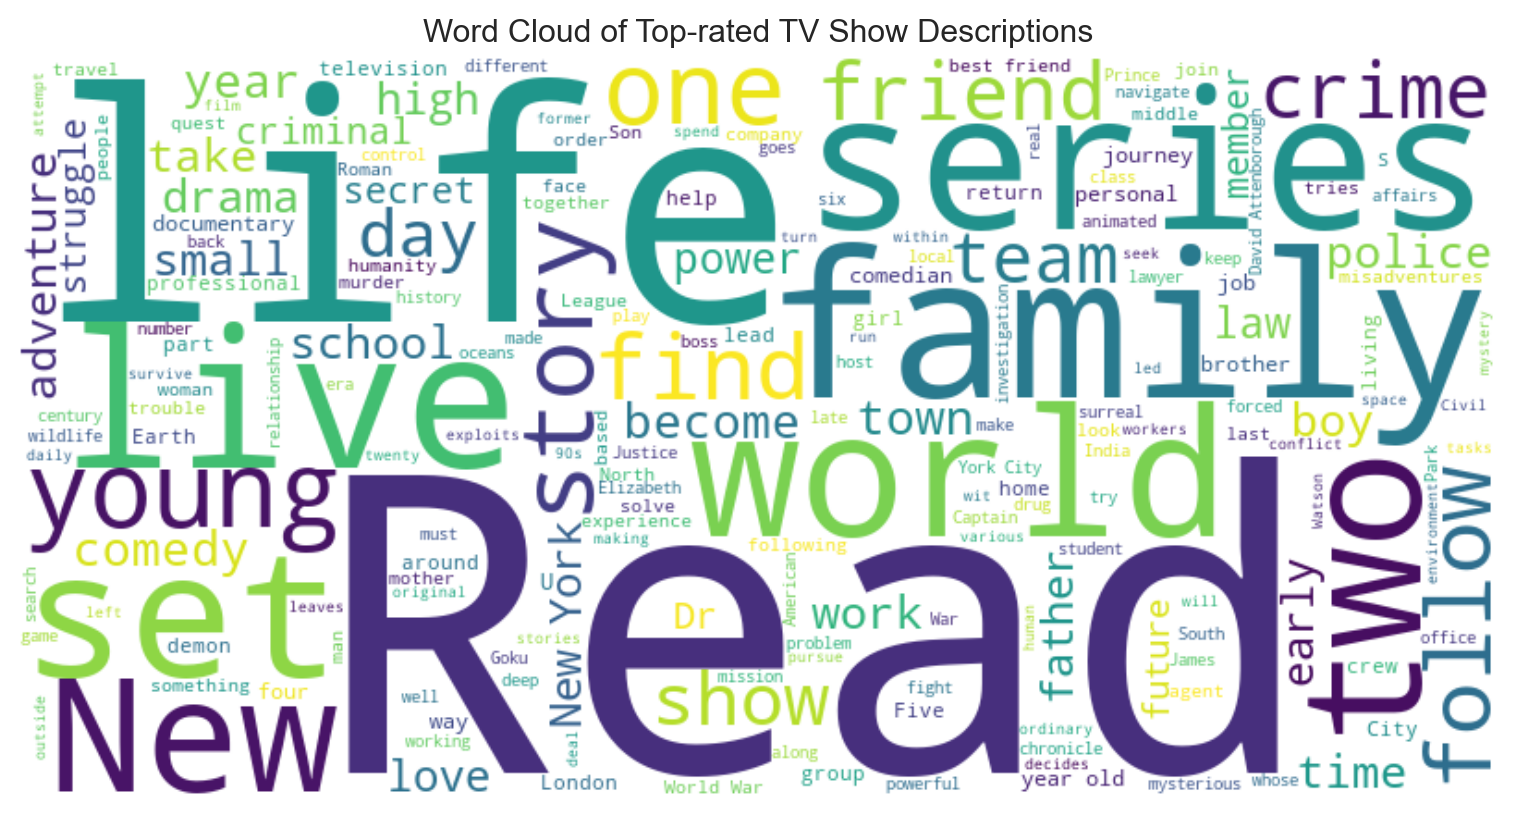 Word Cloud of Top-rated TV Show Descriptions
travel
year
television
different
one
friend
best friend
Prince
join
crime
attempt
film
high
life
quest
criminal
former
order
Son
spend
company
goes
navigate
middle
member
series
people
struggle
take
control
Roman
secret
drama
face
together
help
six
real
journey
class
return
personal
tries
S
affairs
adventure
documentary
back
small
day
humanity
murder
professional
history
story
power
turn
within
local
comedian
animated
team
seek
lawyer
keep
David Attenborough
police
misadventures
job
League
play
family
number
part
school
oceans
made
find
boss
lead
girl
run
host
investigation
led
law
brother
living
mystery
live
survive
woman
relationship
era
century
trouble
wildlife
Earth
daily
exploits
twenty
become
late
town
make
surreal
look
workers
India
forced
last
boy
conflict
space
Civil
tasks
90s
based
Justice
North
Elizabeth
solve
experience
making
world
York City
wit
home
drug
Captain
try
various
young
comedy
Read
must
around
mother
original
New York
U
following
student
Watson
two
environment
Park
follow
search
set
left
leaves
game
demon
man
stories
Goku
deep
American
Dr
work
War
problem
pursue
human
father
will
South
future
James
agent
early
office
crew
something
four
outside
New
well
way
working
love
deal
London
show
mission
fight
Five
along
group
World War
powerful
ordinary
chronicle
decides
year old
mysterious
whose
City
time